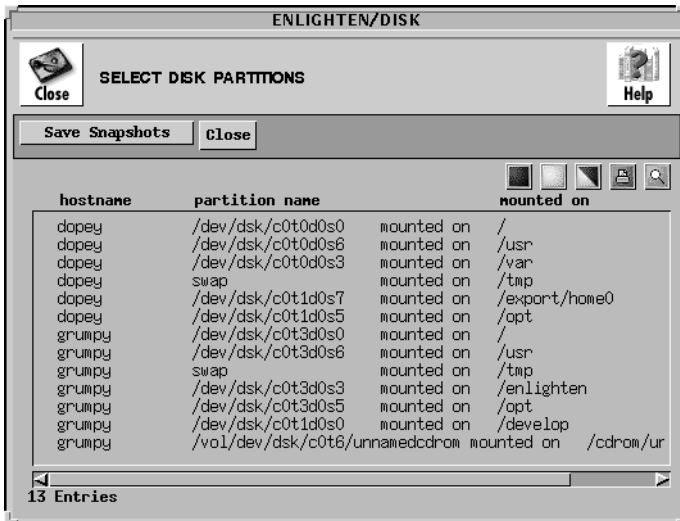 ENLIGHTEN/DISK
Close
SELECT DISK PARTITIONS
Help
Save Snapshots Close
hostname partition name mounted on
dopey /dev/dsk/c0t0d0s0 mounted on /
dopey /dev/dsk/c0t0d0s6 mounted on /usr
dopey /dev/dsk/c0t0d0s3 mounted on /var
dopey swap mounted on /tmp
dopey /dev/dsk/c0t1d0s7 mounted on /export/home0
dopey /dev/dsk/c0t1d0s5 mounted on /opt
grumpy /dev/dsk/c0t3d0s0 mounted on /
grumpy /dev/dsk/c0t3d0s6 mounted on /usr
grumpy swap mounted on /tmp
grumpy /dev/dsk/c0t3d0s3 mounted on /enlighten
grumpy /dev/dsk/c0t3d0s5 mounted on /opt
grumpy /dev/dsk/c0t1d0s0 mounted on /develop
grumpy /vol/dev/dsk/c0t6/unnamedcdrom mounted on /cdrom/ur
13 Entries